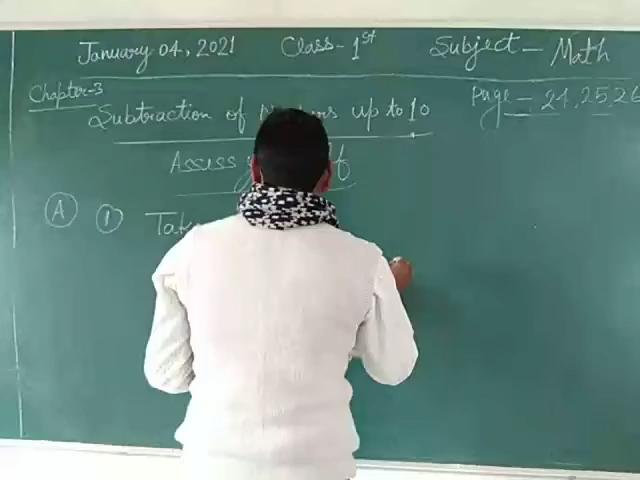 January 04, 2021 Class - 1st Subject - Math
Chapter-3 Page - 24, 25, 26
Subtraction of up to 10
Assess
A 1